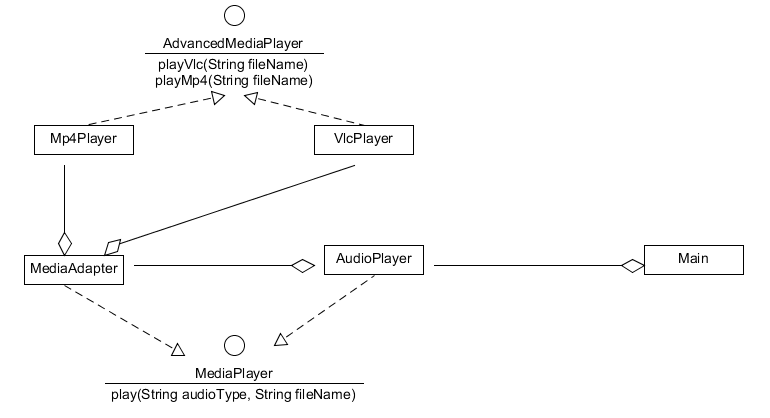 AdvancedMediaPlayer
playVlc(String fileName)
playMp4(String fileName)
Mp4Player
VlcPlayer
MediaAdapter
AudioPlayer
Main
MediaPlayer
play(String audioType, String fileName)